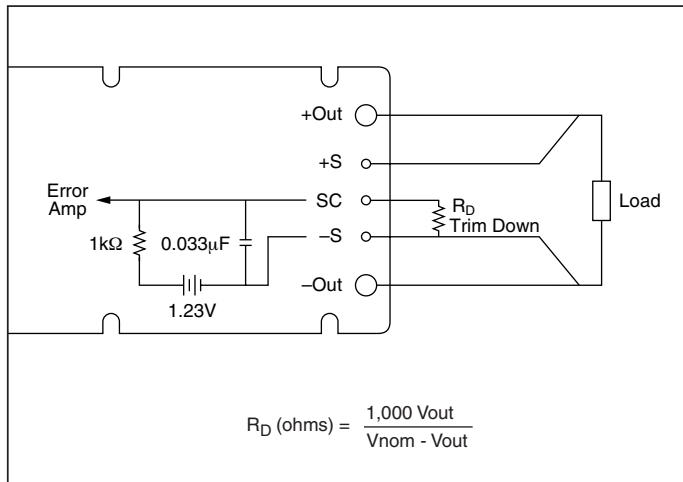 +Out
+S
Error
Amp
SC
R_D
Trim Down
Load
1kΩ
0.033µF
–S
–Out
1.23V
R_D (ohms) = 1,000 Vout / Vnom - Vout